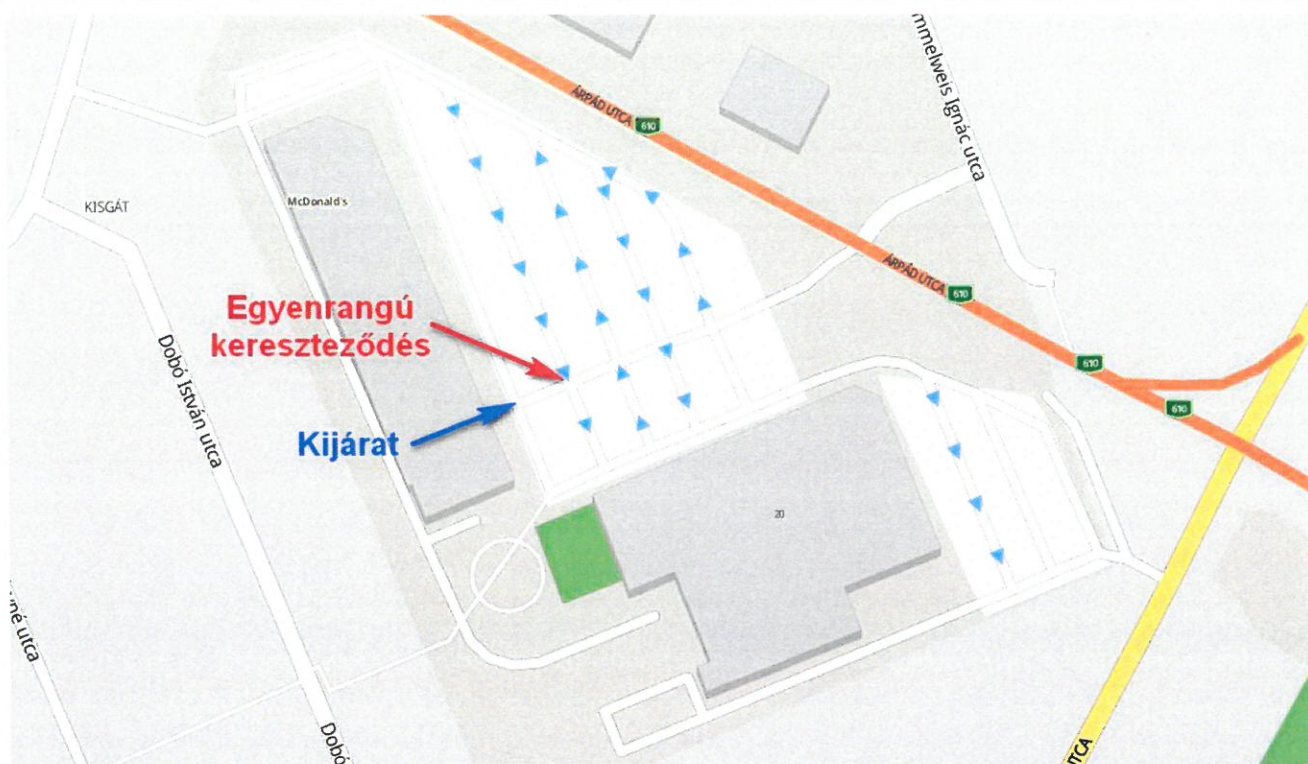 mmelweis Ignác utca
ÁRPÁD UTCA
610
McDonald's
KISGÁT
Egyenrangú
kereszteződés
ÁRPÁD UTCA
610
Dobó István utca
610
610
Kijárat
20
né utca
Dobó
UTCA